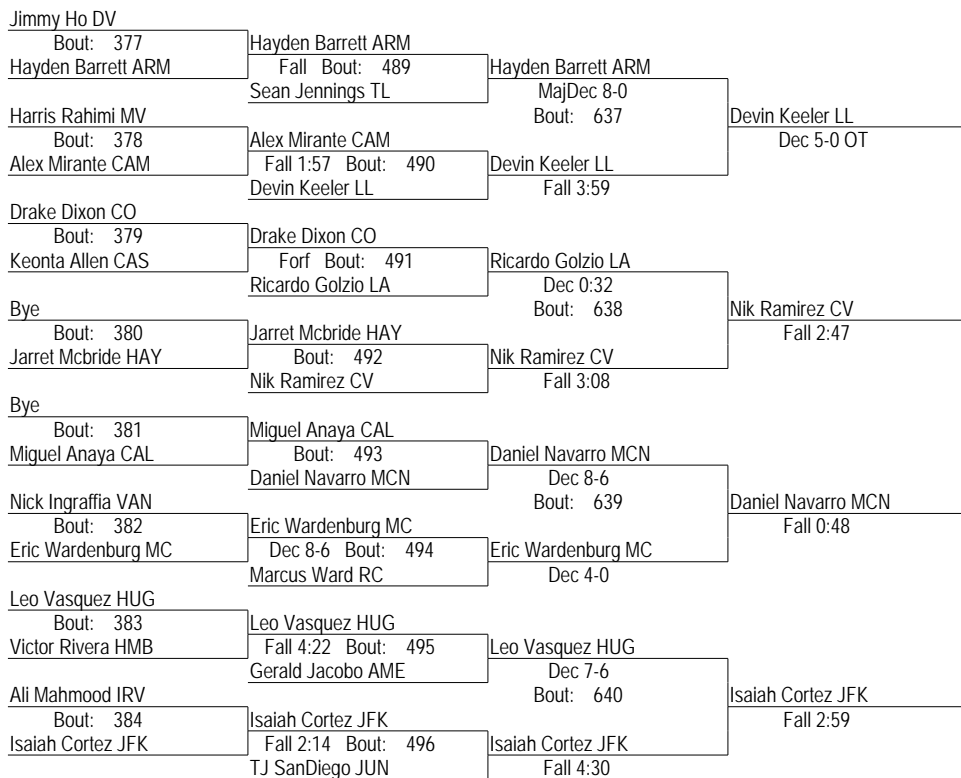 Jimmy Ho DV
Bout: 377
Hayden Barrett ARM
Hayden Barrett ARM
Fall Bout: 489
Sean Jennings TL
Hayden Barrett ARM
MajDec 8-0
Bout: 637
Harris Rahimi MV
Bout: 378
Alex Mirante CAM
Alex Mirante CAM
Fall 1:57 Bout: 490
Devin Keeler LL
Devin Keeler LL
Fall 3:59
Devin Keeler LL
Dec 5-0 OT
Drake Dixon CO
Bout: 379
Keonta Allen CAS
Drake Dixon CO
Forf Bout: 491
Ricardo Golzio LA
Ricardo Golzio LA
Dec 0:32
Bout: 638
Bye
Bout: 380
Jarret Mcbride HAY
Jarret Mcbride HAY
Bout: 492
Nik Ramirez CV
Nik Ramirez CV
Fall 3:08
Nik Ramirez CV
Fall 2:47
Bye
Bout: 381
Miguel Anaya CAL
Miguel Anaya CAL
Bout: 493
Daniel Navarro MCN
Daniel Navarro MCN
Dec 8-6
Bout: 639
Nick Ingraffia VAN
Bout: 382
Eric Wardenburg MC
Eric Wardenburg MC
Dec 8-6 Bout: 494
Marcus Ward RC
Eric Wardenburg MC
Dec 4-0
Daniel Navarro MCN
Fall 0:48
Leo Vasquez HUG
Bout: 383
Victor Rivera HMB
Leo Vasquez HUG
Fall 4:22 Bout: 495
Gerald Jacobo AME
Leo Vasquez HUG
Dec 7-6
Bout: 640
Ali Mahmood IRV
Bout: 384
Isaiah Cortez JFK
Isaiah Cortez JFK
Fall 2:14 Bout: 496
TJ SanDiego JUN
Isaiah Cortez JFK
Fall 4:30
Isaiah Cortez JFK
Fall 2:59